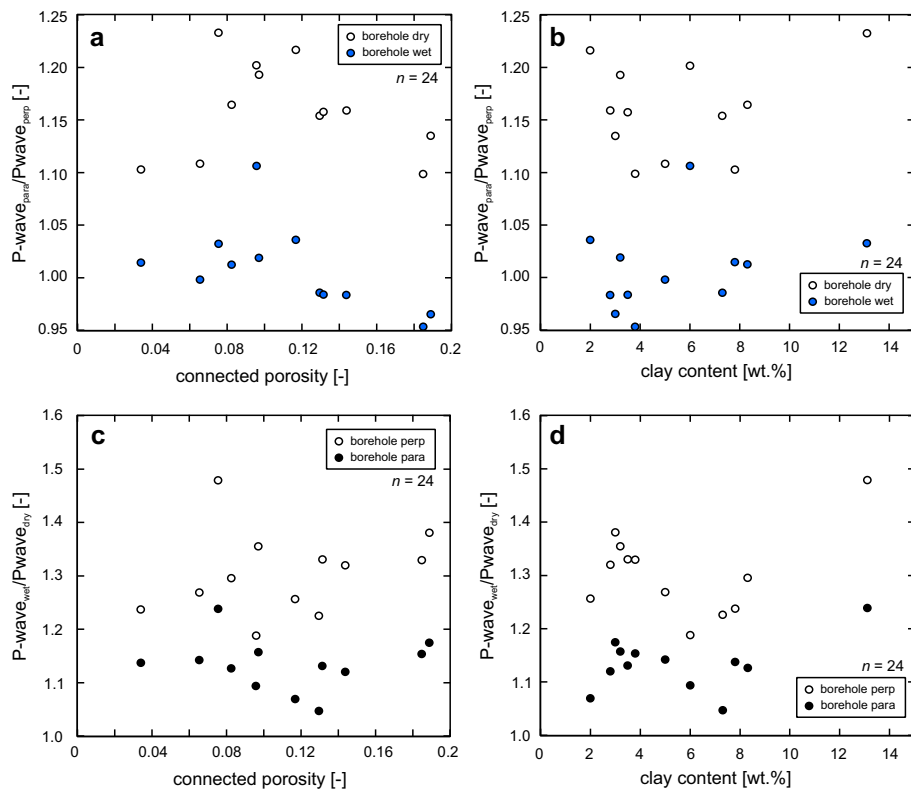 a
borehole dry
borehole wet
n = 24
1.25
1.20
1.15
1.10
1.05
1.00
0.95
P-wavepara/Pwaveperp [-]
0 0.04 0.08 0.12 0.16 0.2
connected porosity [-]
b
1.25
1.20
1.15
1.10
1.05
1.00
0.95
P-wavepara/Pwaveperp [-]
n = 24
borehole dry
borehole wet
0 2 4 6 8 10 12 14
clay content [wt.%]
c
borehole perp
borehole para
n = 24
1.6
1.5
1.4
1.3
1.2
1.1
1.0
P-wavewet/Pwavedry [-]
0 0.04 0.08 0.12 0.16 0.2
connected porosity [-]
d
1.6
1.5
1.4
1.3
1.2
1.1
1.0
P-wavewet/Pwavedry [-]
n = 24
borehole perp
borehole para
0 2 4 6 8 10 12 14
clay content [wt.%]